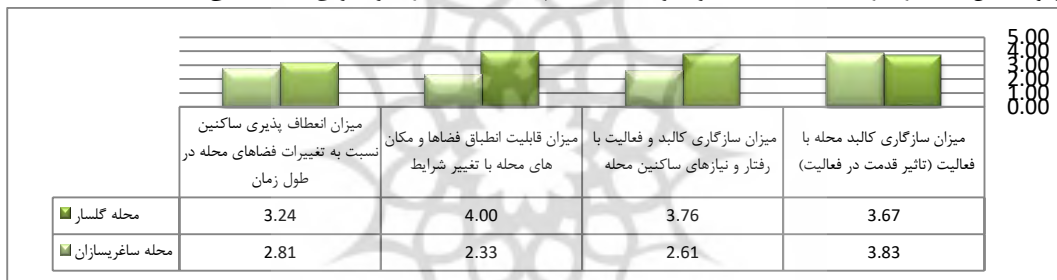 5.00
4.00
3.00
2.00
1.00
0.00
میزان سازگاری کالبد محله با
فعالیت (تاثیر قدمت در فعالیت)
میزان سازگاری کالبد و فعالیت با
رفتار و نیازهای ساکنین محله
میزان قابلیت انطباق فضاها و مکان
های محله با تغییر شرایط
میزان انعطاف پذیری ساکنین
نسبت به تغییرات فضاهای محله در
طول زمان
محله گلسار 3.24 4.00 3.76 3.67
محله ساغریسازان 2.81 2.33 2.61 3.83